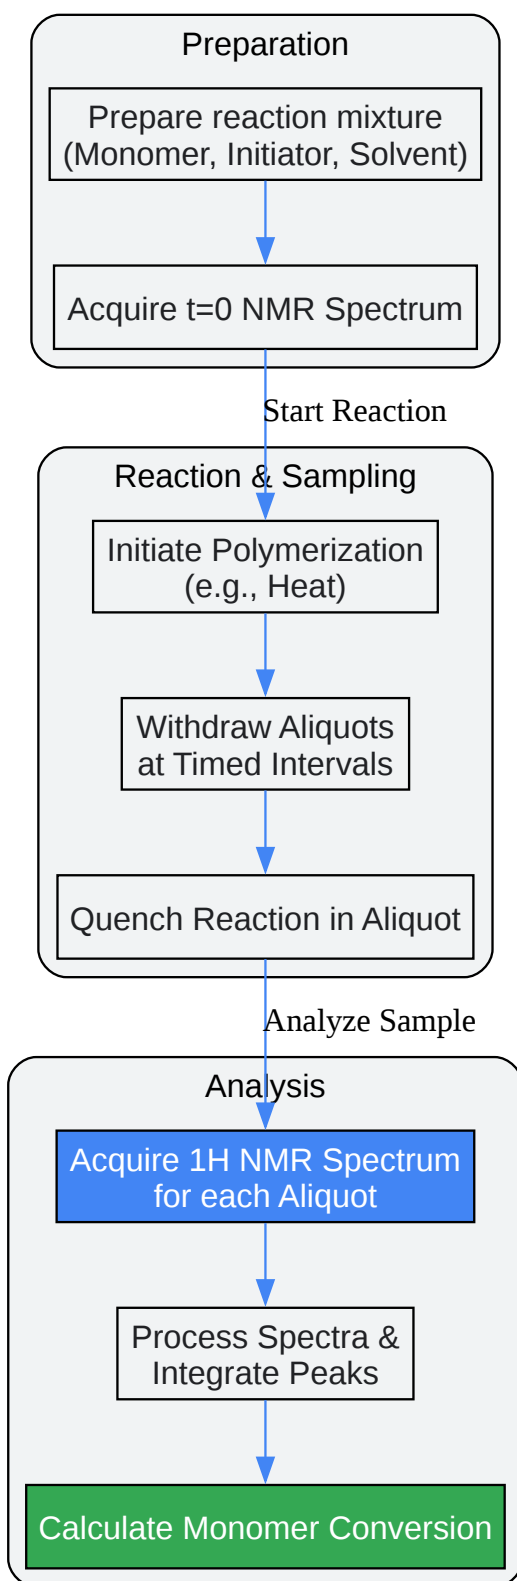 Preparation
Prepare reaction mixture
(Monomer, Initiator, Solvent)
Acquire t=0 NMR Spectrum
Start Reaction
Reaction & Sampling
Initiate Polymerization
(e.g., Heat)
Withdraw Aliquots
at Timed Intervals
Quench Reaction in Aliquot
Analyze Sample
Analysis
Acquire 1H NMR Spectrum
for each Aliquot
Process Spectra &
Integrate Peaks
Calculate Monomer Conversion